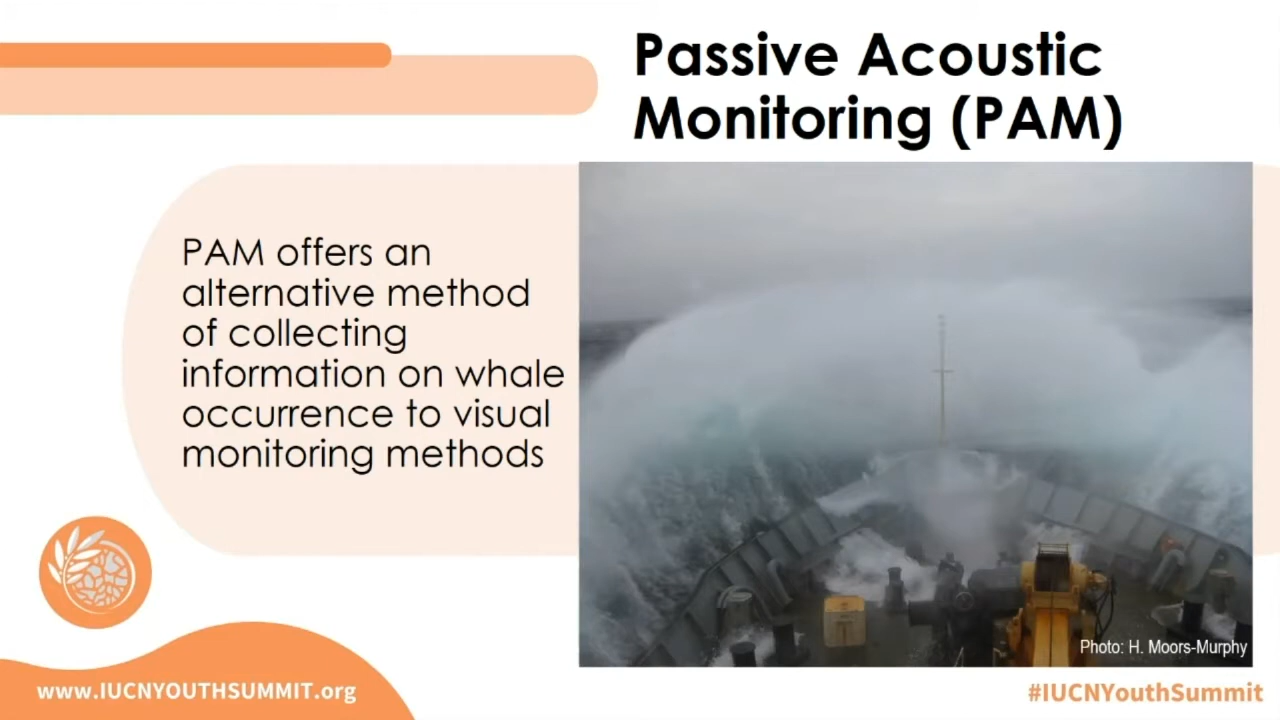 Passive Acoustic
Monitoring (PAM)
PAM offers an
alternative method
of collecting
information on whale
occurrence to visual
monitoring methods
Photo: H. Moors-Murphy
www.IUCNYOUTHSUMMIT.org
#IUCNYouthSummit